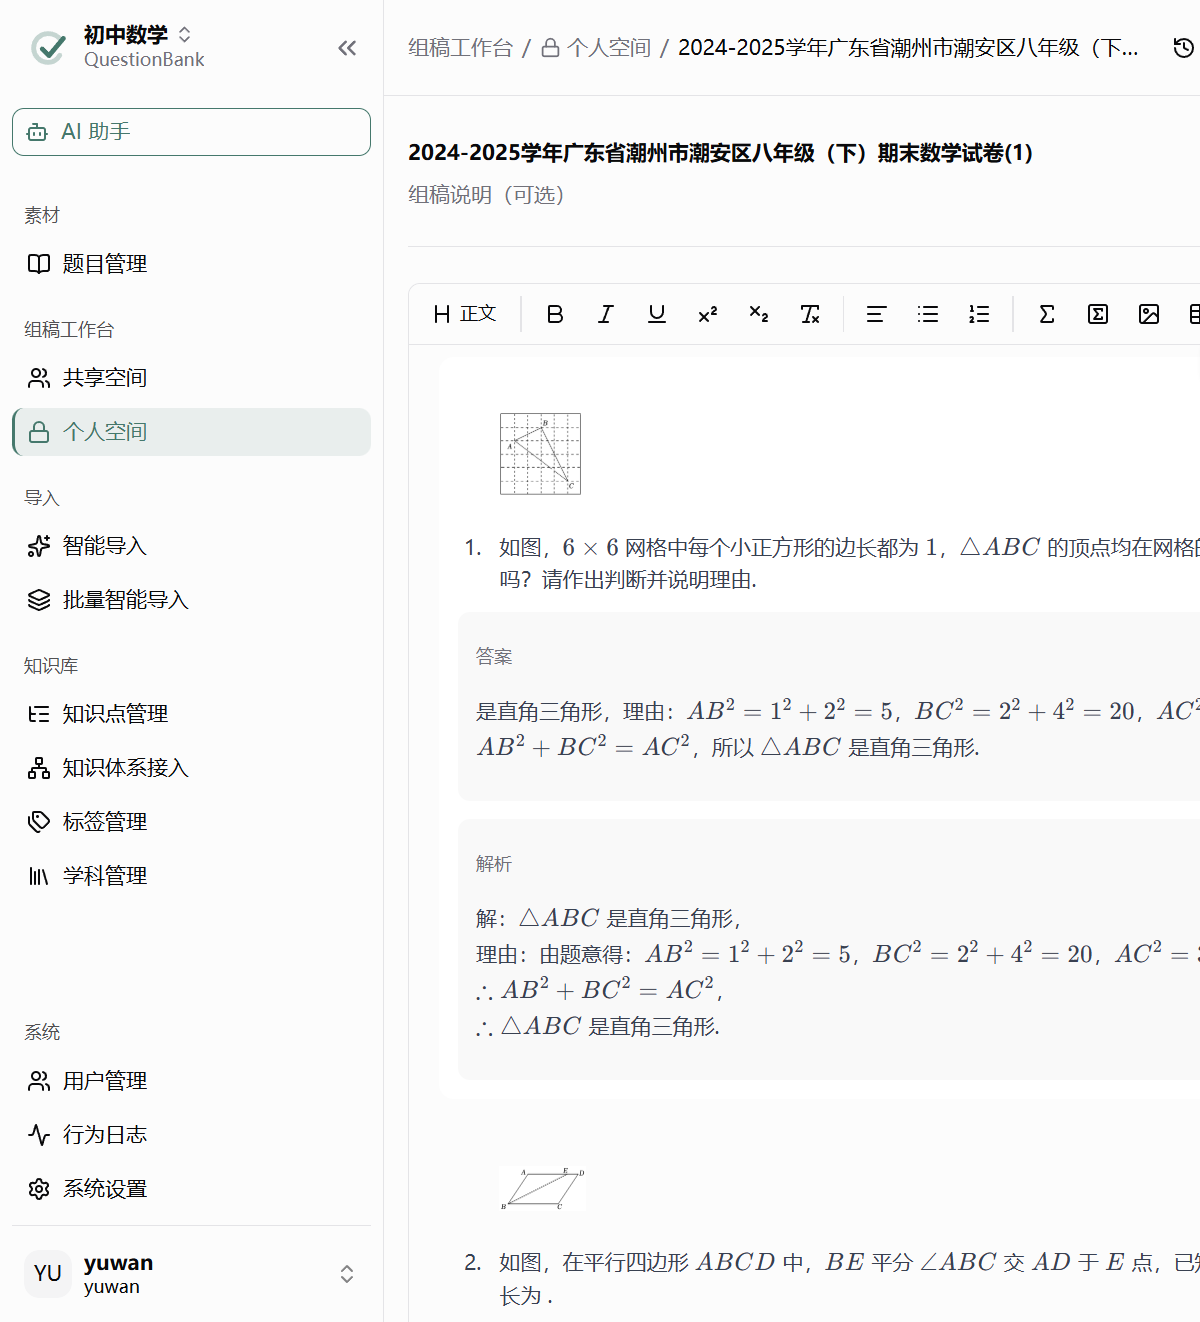 初中数学
QuestionBank
AI 助手
素材
题目管理
组稿工作台
共享空间
个人空间
导入
智能导入
批量智能导入
知识库
知识点管理
知识体系接入
标签管理
学科管理
系统
用户管理
行为日志
系统设置
YU
yuwan
yuwan
组稿工作台 / 个人空间 / 2024-2025学年广东省潮州市潮安区八年级（下...
2024-2025学年广东省潮州市潮安区八年级（下）期末数学试卷(1)
组稿说明（可选）
H 正文
A
B
C
1. 如图，6 × 6 网格中每个小正方形的边长都为 1，△ABC 的顶点均在网格的
吗？请作出判断并说明理由.
答案
是直角三角形，理由：AB² = 1² + 2² = 5，BC² = 2² + 4² = 20，AC²
AB² + BC² = AC²，所以 △ABC 是直角三角形.
解析
解：△ABC 是直角三角形，
理由：由题意得：AB² = 1² + 2² = 5，BC² = 2² + 4² = 20，AC² = 3
∴ AB² + BC² = AC²，
∴ △ABC 是直角三角形.
A E D
B C
2. 如图，在平行四边形 ABCD 中，BE 平分 ∠ABC 交 AD 于 E 点，已知
长为 .